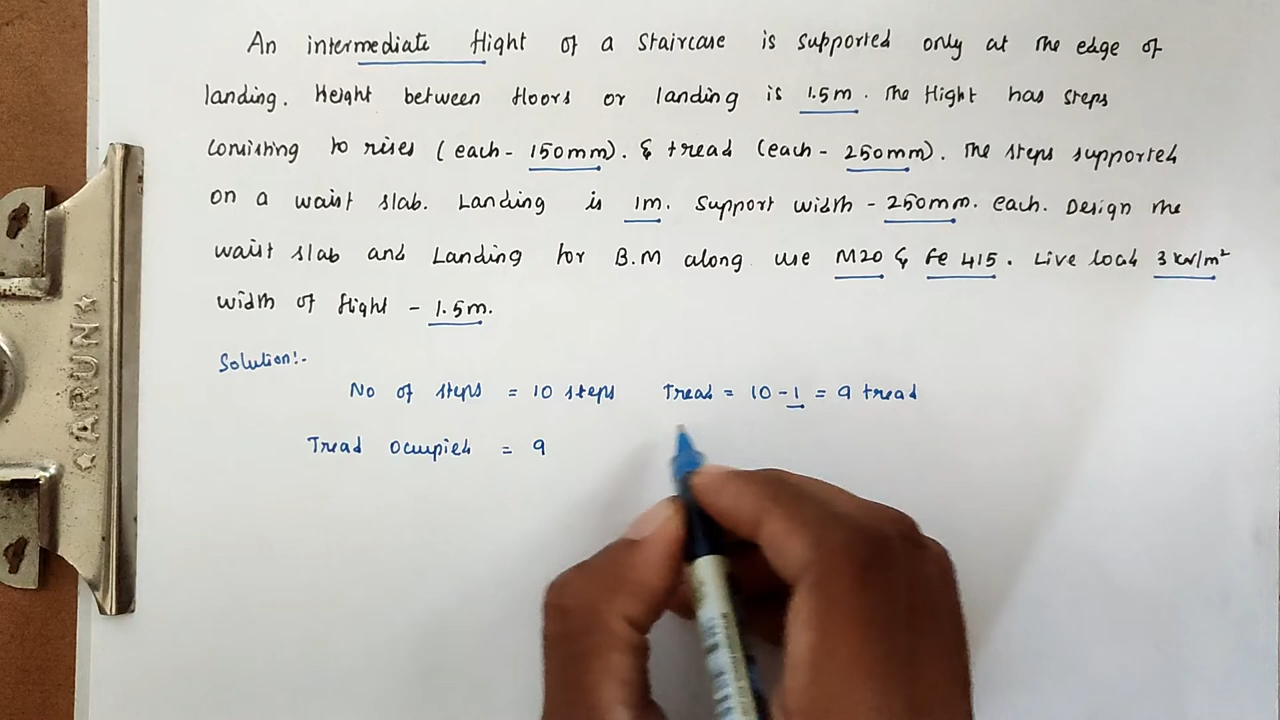 An intermediate flight of a staircase is supported only at the edge of
landing. Height between floors or landing is 1.5m. The flight has steps
consisting to rises (each - 150mm). & tread (each - 250mm). The steps supported
on a waist slab. Landing is 1m. Support width - 250mm. each. Design the
waist slab and Landing for B.M along use M20 & Fe 415. Live load 3 kN/m²
width of flight - 1.5m.
Solution:-
No of steps = 10 steps Tread = 10 - 1 = 9 tread
Tread ocupied = 9
☆ARUN☆